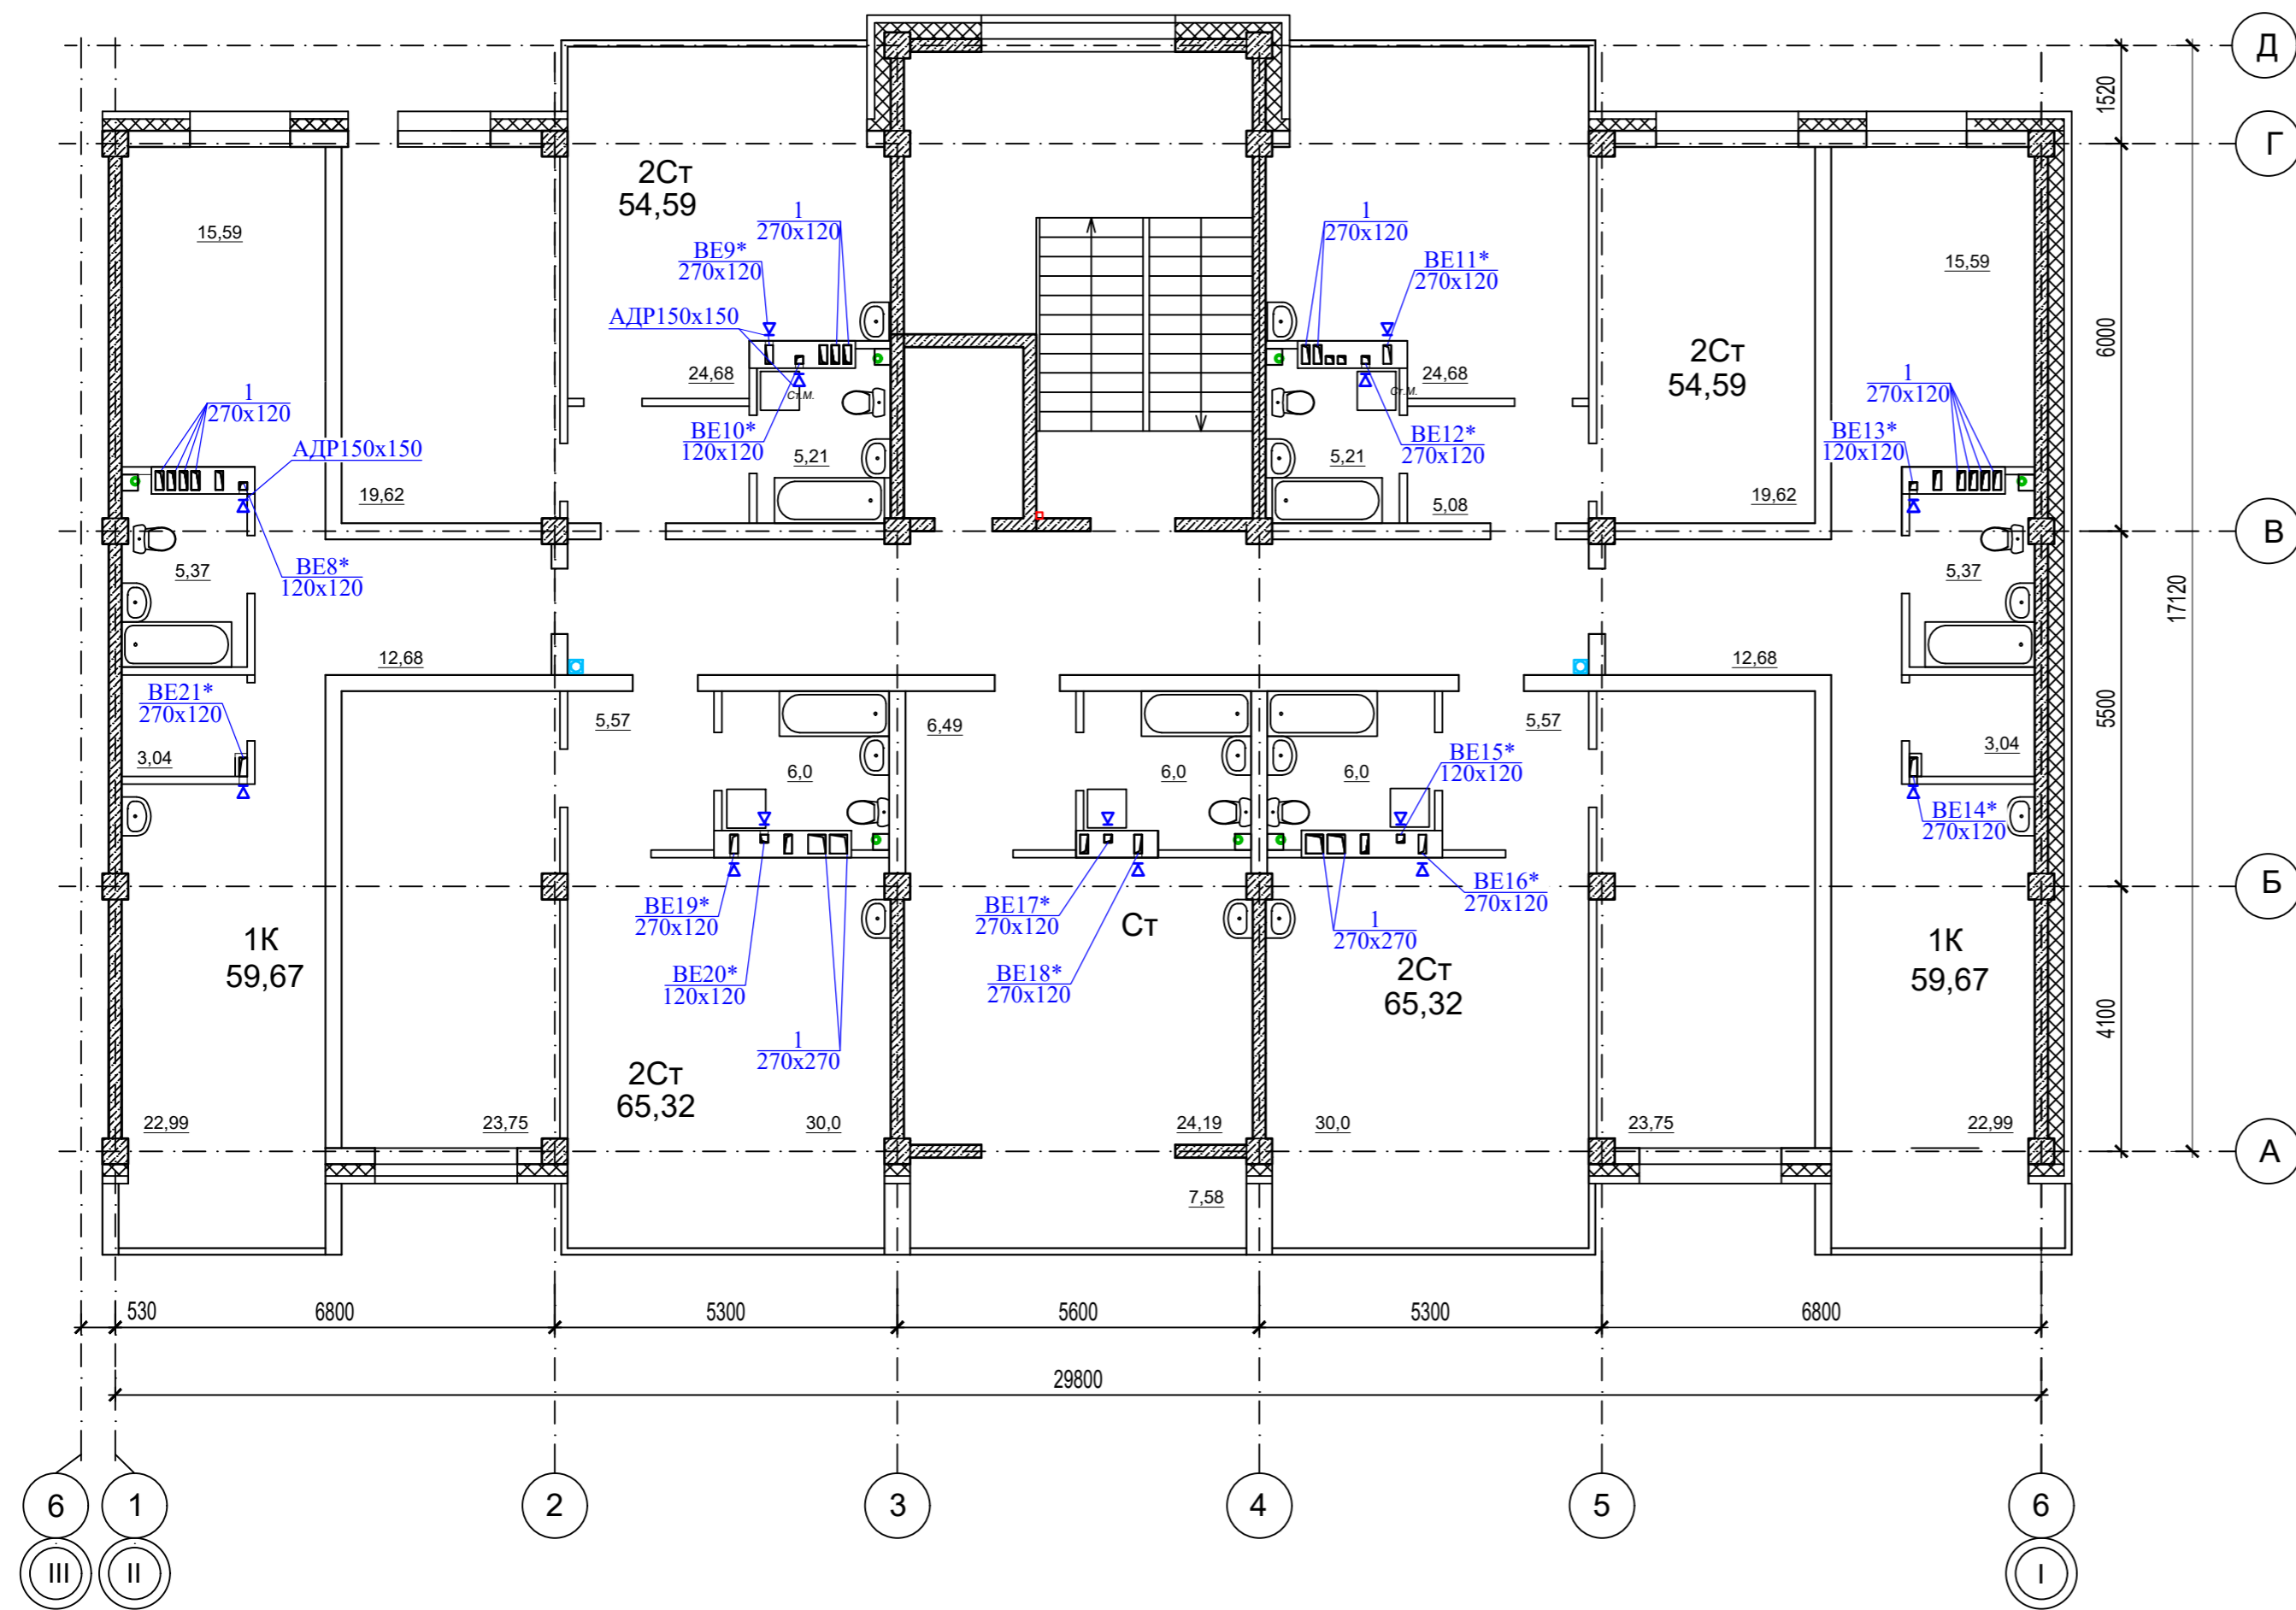 Д
1520
Г
2Ст
54,59
1
270x120
1
270x120
15,59
ВЕ9*
270x120
ВЕ11*
270x120
15,59
6000
АДР150x150
2Ст
54,59
24,68
24,68
Ст.М.
Ст.М.
1
270x120
1
270x120
АДР150x150
ВЕ10*
120x120
ВЕ12*
270x120
ВЕ13*
120x120
5,21
5,21
19,62
5,08
19,62
В
5,37
ВЕ8*
120x120
5,37
17120
12,68
12,68
ВЕ21*
270x120
5,57
6,49
5,57
5500
3,04
6,0
6,0
6,0
ВЕ15*
120x120
3,04
ВЕ14*
270x120
Б
ВЕ19*
270x120
ВЕ17*
270x120
Ст
1
270x270
ВЕ16*
270x120
1К
59,67
1К
59,67
ВЕ20*
120x120
ВЕ18*
270x120
2Ст
65,32
4100
1
270x270
2Ст
65,32
22,99
23,75
30,0
24,19
30,0
23,75
22,99
А
7,58
530
6800
5300
5600
5300
6800
29800
6
1
2
3
4
5
6
III
II
I